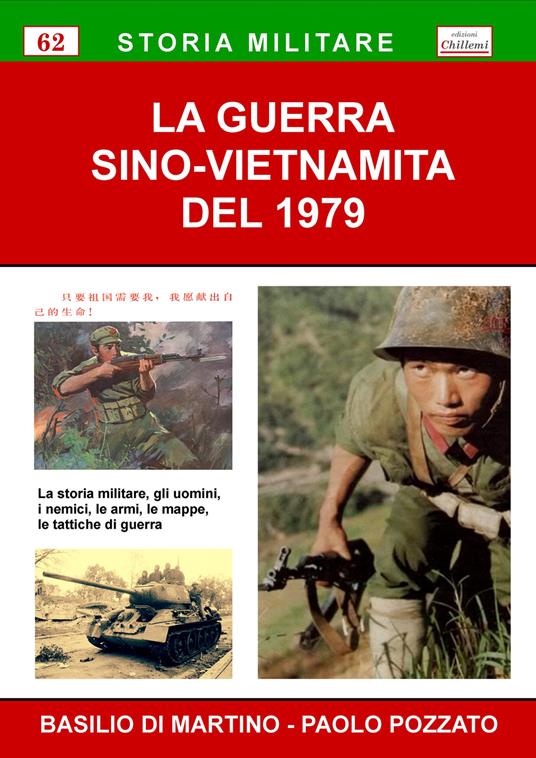 62
STORIA MILITARE
edizioni
Chillemi
LA GUERRA
SINO-VIETNAMITA
DEL 1979
只要祖国需要我，我愿献出自
己的生命！
La storia militare, gli uomini,
i nemici, le armi, le mappe,
le tattiche di guerra
BASILIO DI MARTINO - PAOLO POZZATO